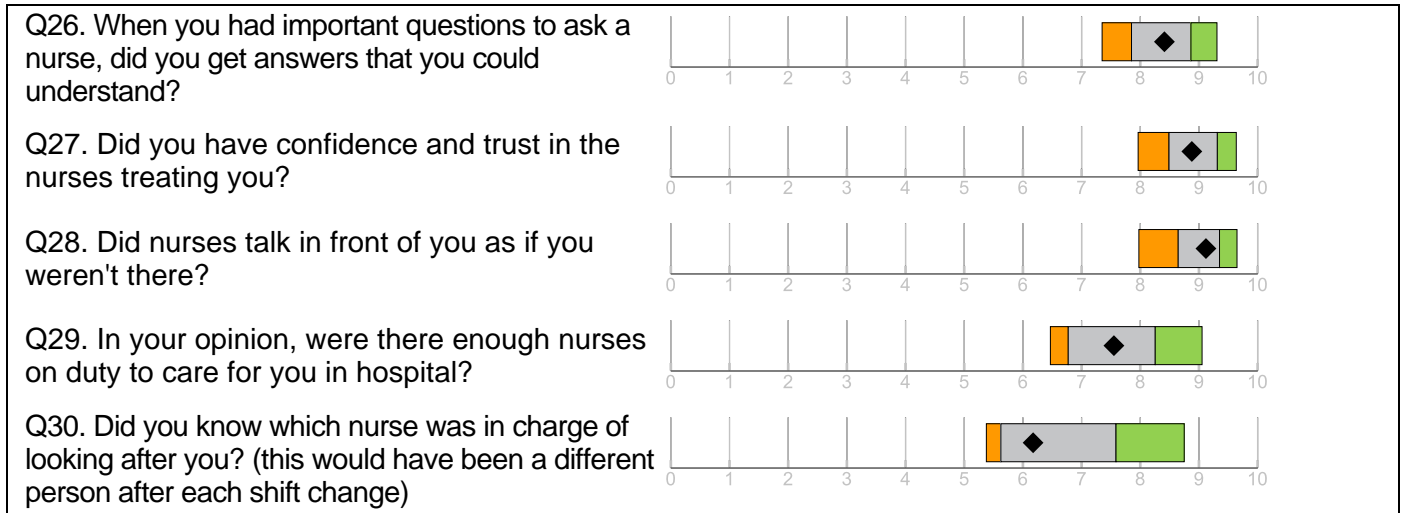 Q26. When you had important questions to ask a
nurse, did you get answers that you could
understand?
0 1 2 3 4 5 6 7 8 9 10
Q27. Did you have confidence and trust in the
nurses treating you?
0 1 2 3 4 5 6 7 8 9 10
Q28. Did nurses talk in front of you as if you
weren't there?
0 1 2 3 4 5 6 7 8 9 10
Q29. In your opinion, were there enough nurses
on duty to care for you in hospital?
0 1 2 3 4 5 6 7 8 9 10
Q30. Did you know which nurse was in charge of
looking after you? (this would have been a different
person after each shift change)
0 1 2 3 4 5 6 7 8 9 10